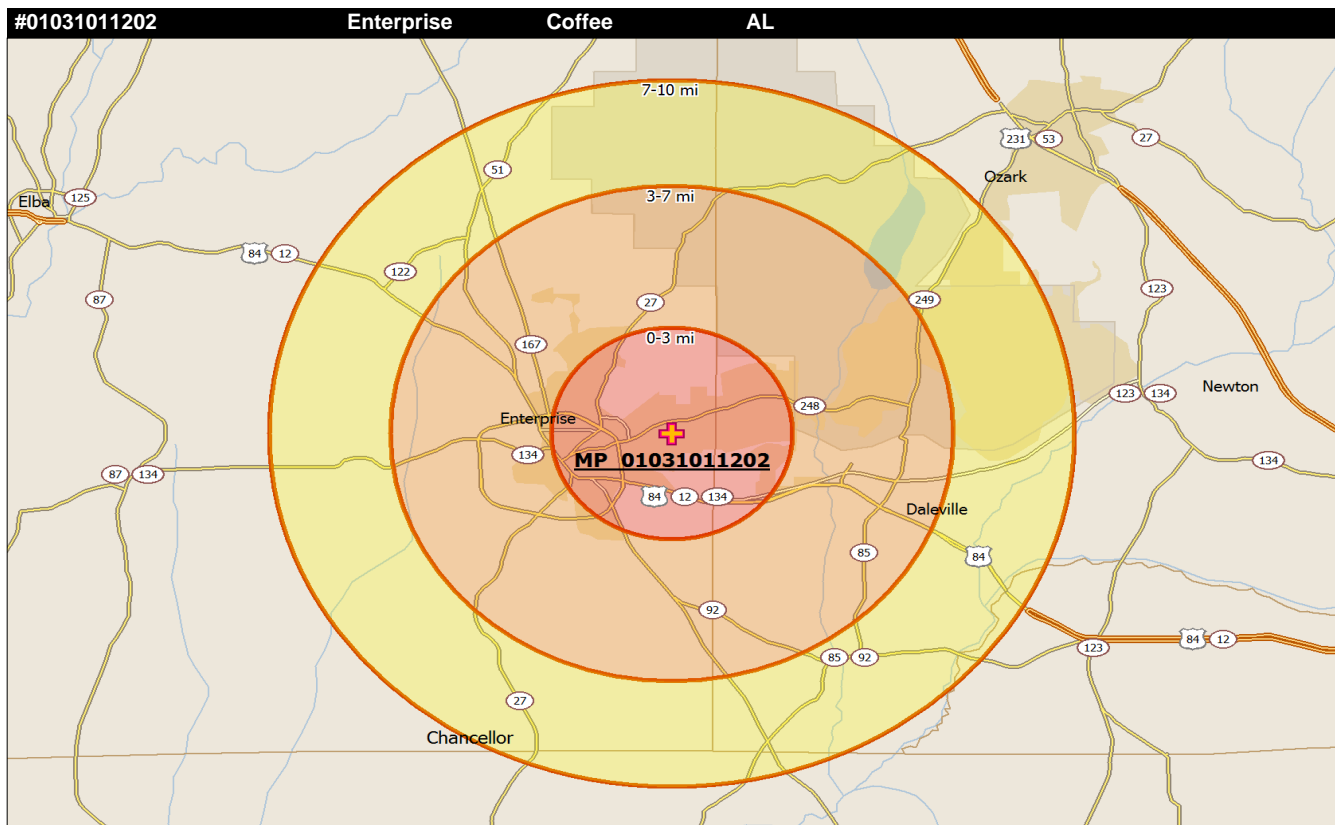 #01031011202 Enterprise Coffee AL
7-10 mi
231 53 27
51
Ozark
125
Elba
3-7 mi
84 12
122
87
27
249
123
0-3 mi
167
Newton
123 134
248
Enterprise
134
MP 01031011202
134
87 134
84 12 134
Daleville
85
84
92
84 12
123
85 92
27
Chancellor